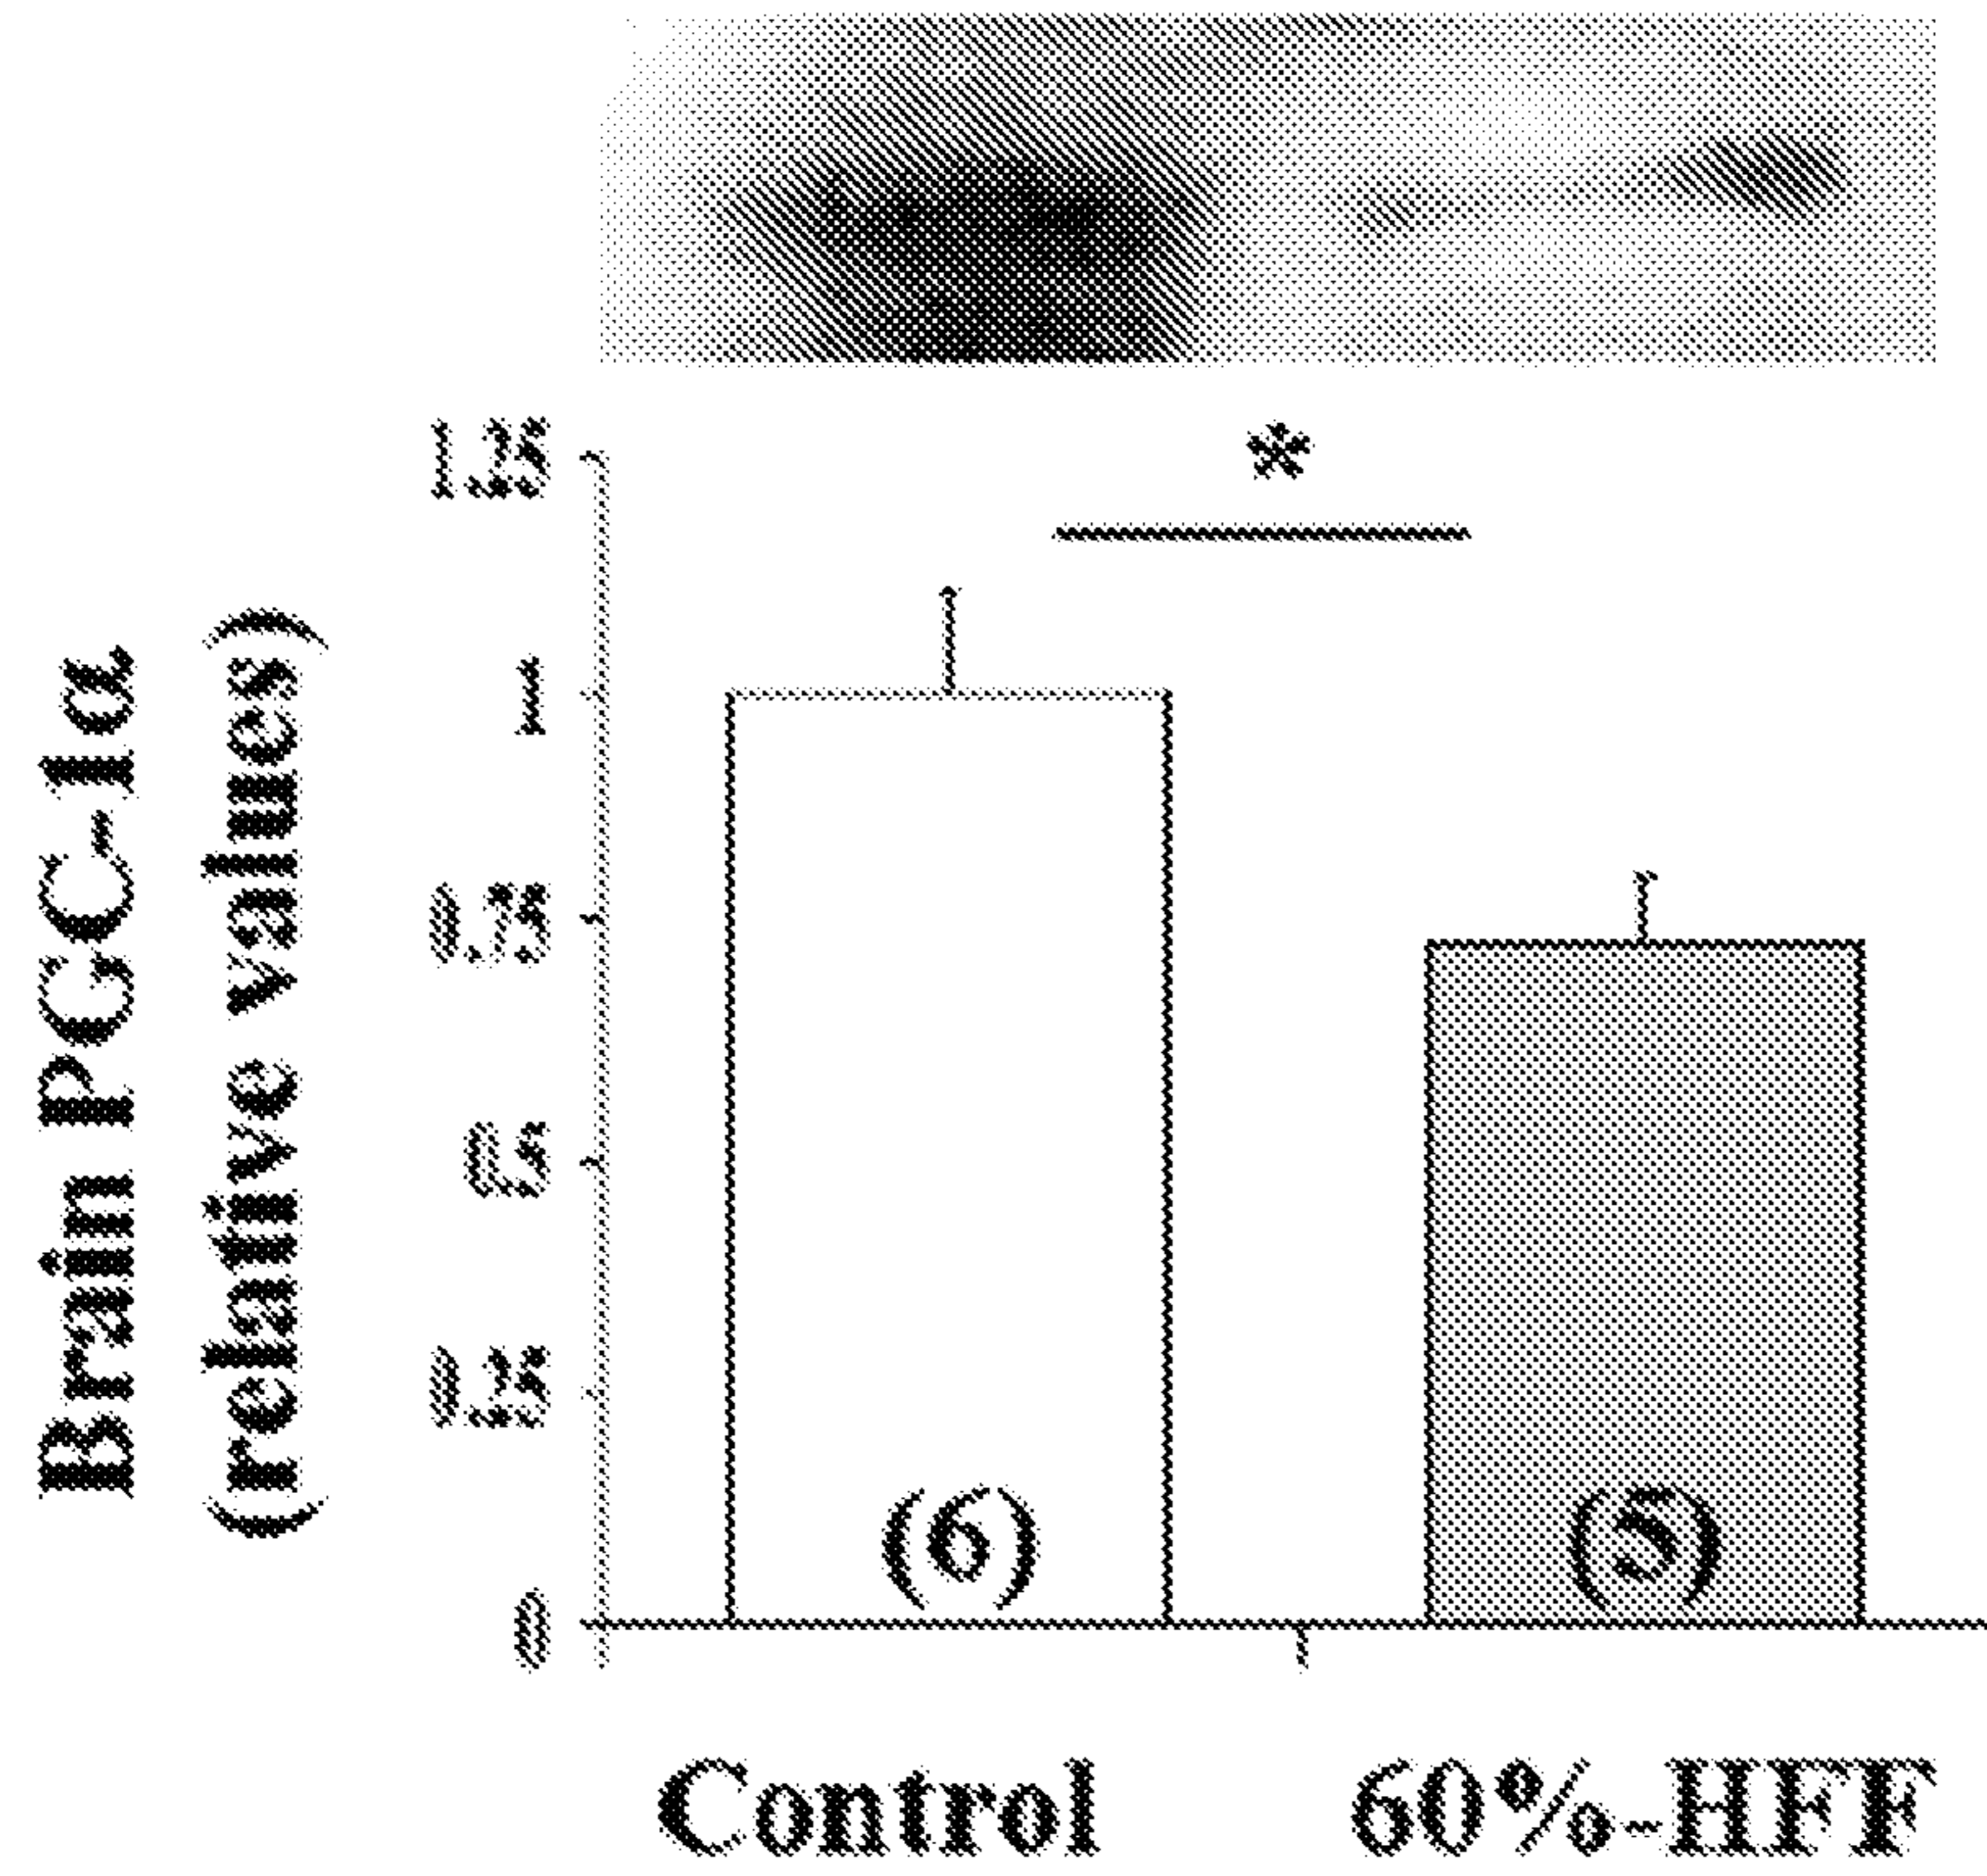 Brain PGC-1α
(relative values)
1.25
1
0.75
0.5
0.25
0
*
(6)
(5)
Control
60%-HFF